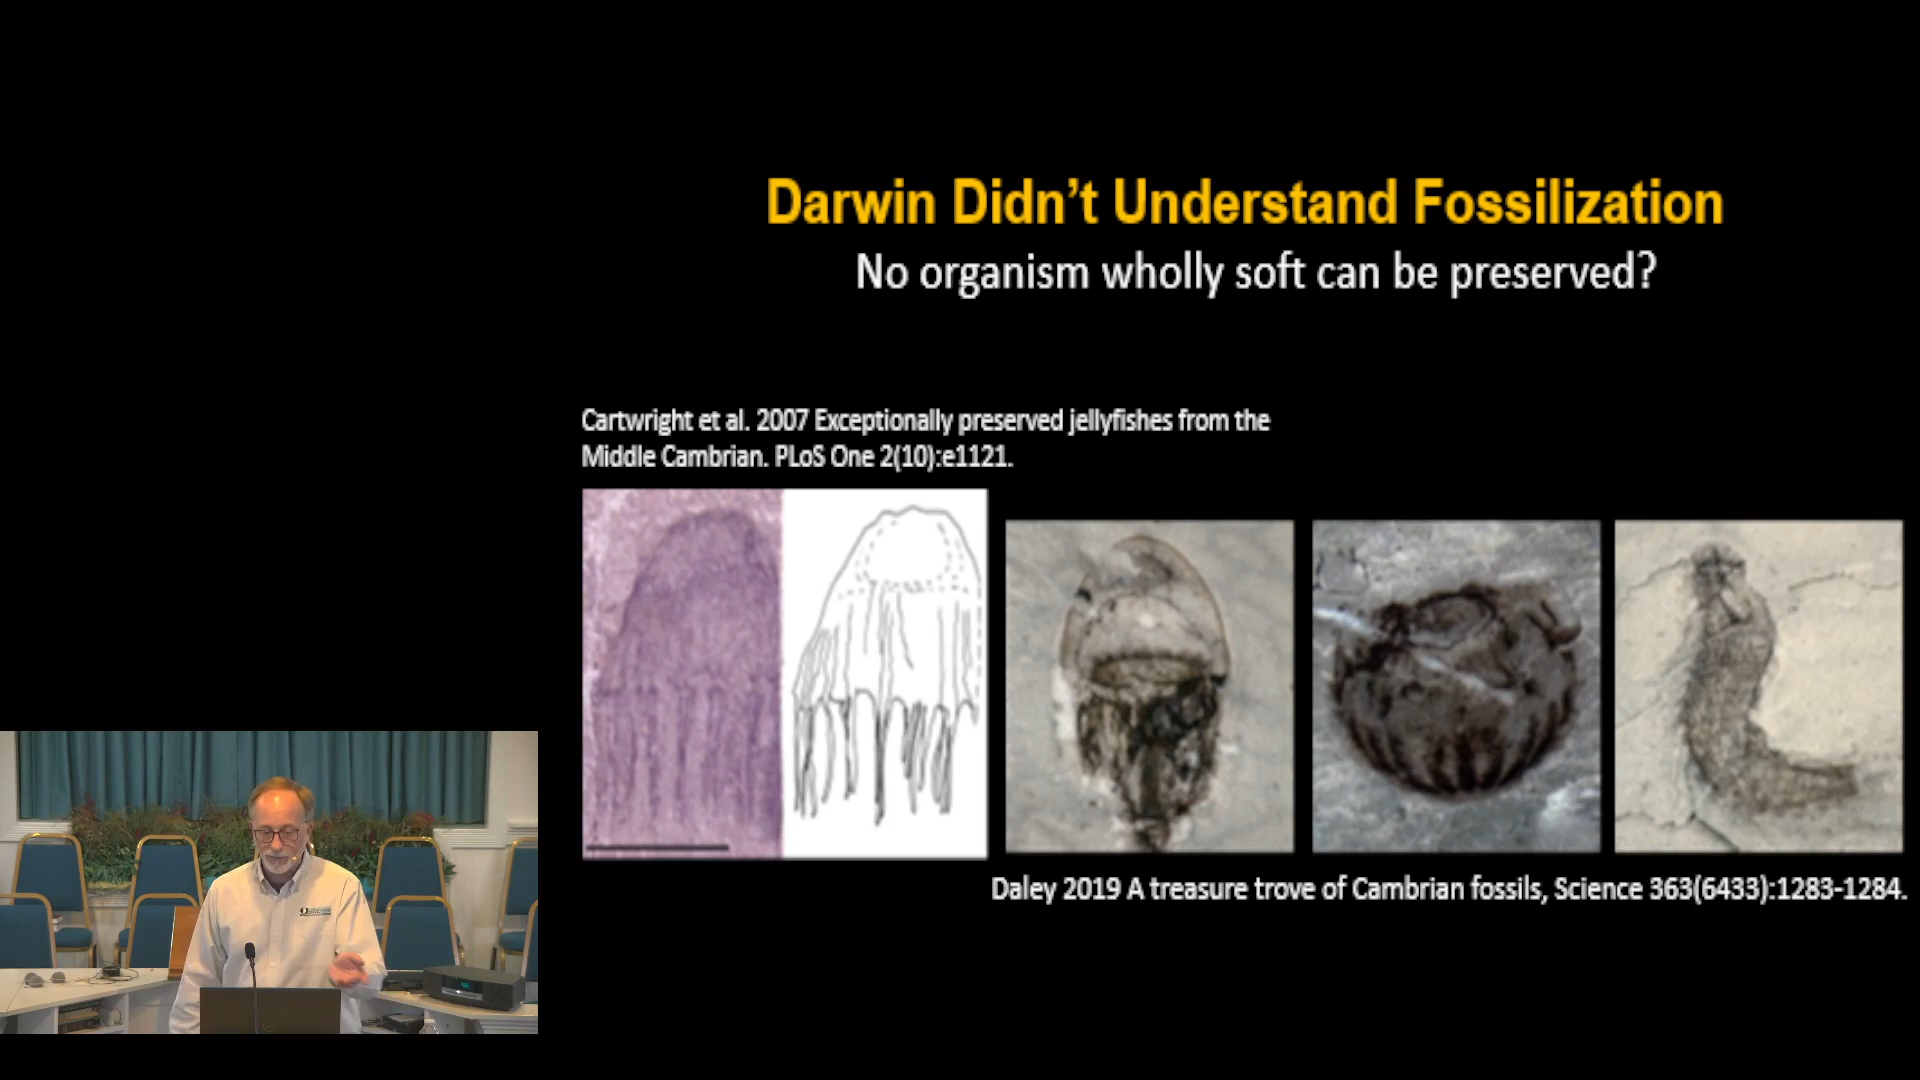 Darwin Didn’t Understand Fossilization
No organism wholly soft can be preserved?
Cartwright et al. 2007 Exceptionally preserved jellyfishes from the
Middle Cambrian. PLoS One 2(10):e1121.
Daley 2019 A treasure trove of Cambrian fossils, Science 363(6433):1283-1284.